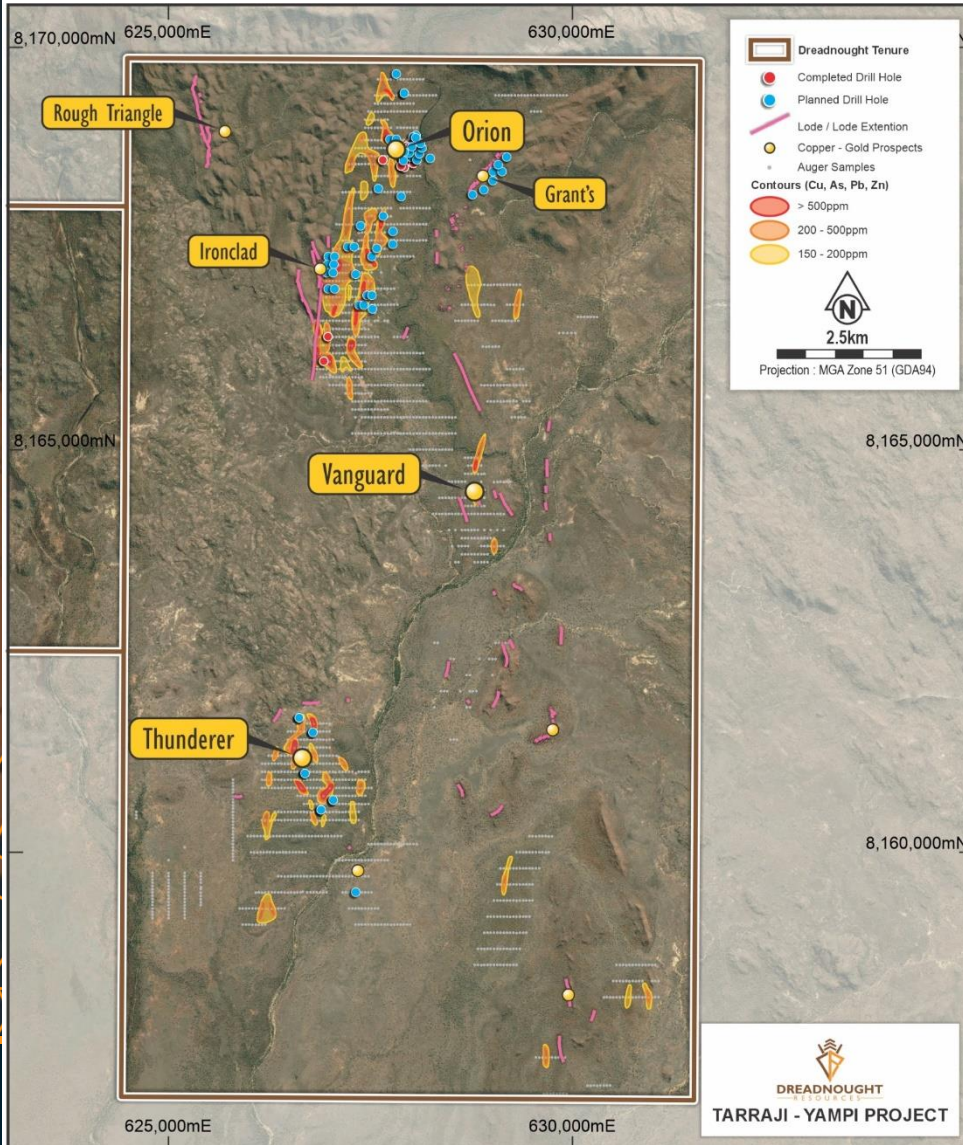 625,000mE
630,000mE
8,170,000mN
Dreadnought Tenure
Completed Drill Hole
Planned Drill Hole
Lode / Lode Extention
Copper - Gold Prospects
Auger Samples
Contours (Cu, As, Pb, Zn)
> 500ppm
200 - 500ppm
150 - 200ppm
N
2.5km
Projection : MGA Zone 51 (GDA94)
Rough Triangle
Orion
Grant's
Ironclad
8,165,000mN
8,165,000mN
Vanguard
Thunderer
8,160,000mN
625,000mE
630,000mE
DREADNOUGHT
RESOURCES
TARRAJI - YAMPI PROJECT